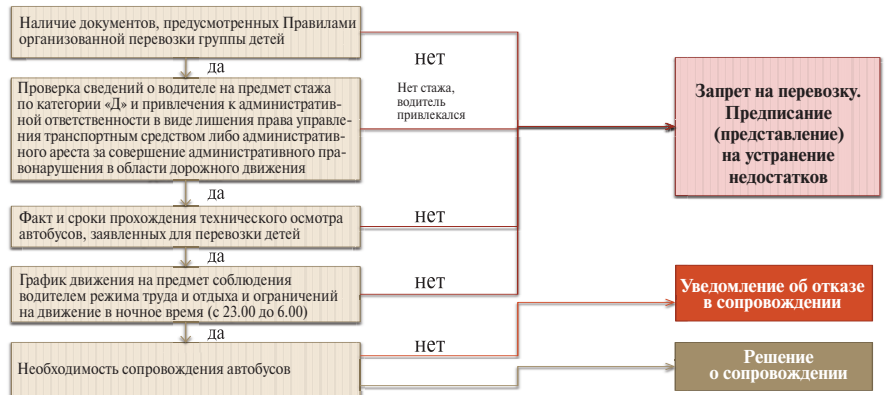 Наличие документов, предусмотренных Правилами
организованной перевозки группы детей
нет
да
Проверка сведений о водителе на предмет стажа
по категории «Д» и привлечения к административ-
ной ответственности в виде лишения права управле-
ния транспортным средством либо административ-
ного ареста за совершение административного пра-
вонарушения в области дорожного движения
Нет стажа,
водитель
привлекался
Запрет на перевозку.
Предписание
(представление)
на устранение
недостатков
да
Факт и сроки прохождения технического осмотра
автобусов, заявленных для перевозки детей
нет
да
График движения на предмет соблюдения
водителем режима труда и отдыха и ограничений
на движение в ночное время (с 23.00 до 6.00)
нет
Уведомление об отказе
в сопровождении
да
Необходимость сопровождения автобусов
нет
Решение
о сопровождении